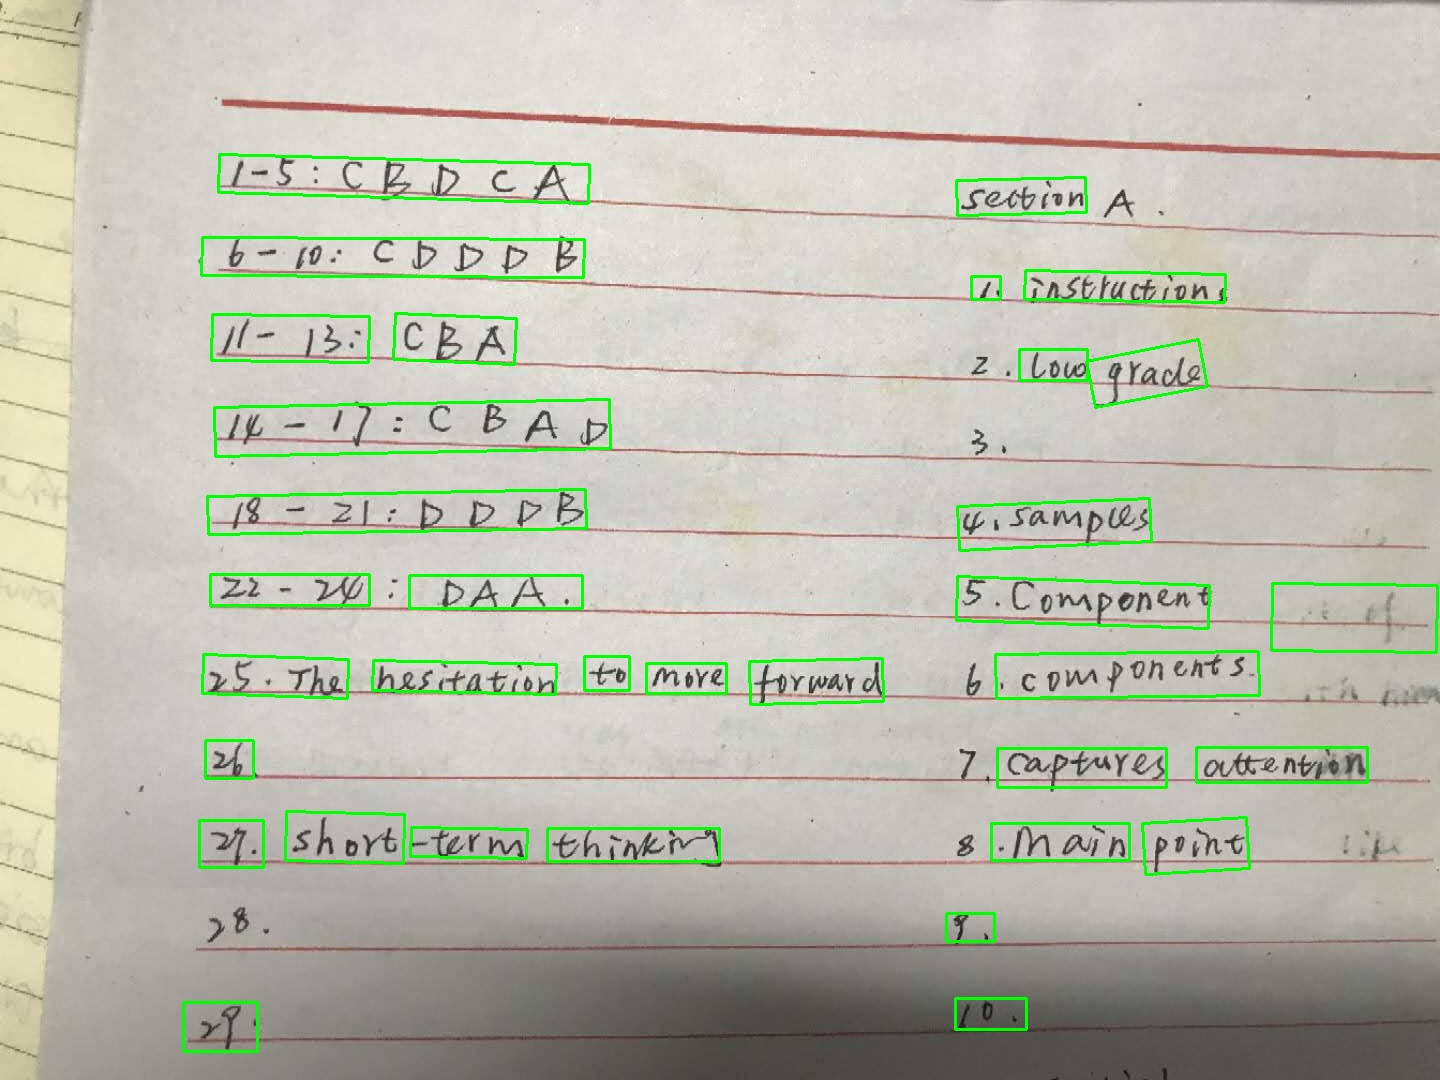 1-5: C B D C A
6-10: C D D D B
11-13: C B A
14-17: C B A D
18-21: D D D B
22-24: D A A.
25. The hesitation to more forward
26.
27. short-term thinking
28.
29.
section A.
1. instructions
2. low grade
3.
4. samples
5. Component
6. components.
7. captures attention
8. Main point
9.
10.